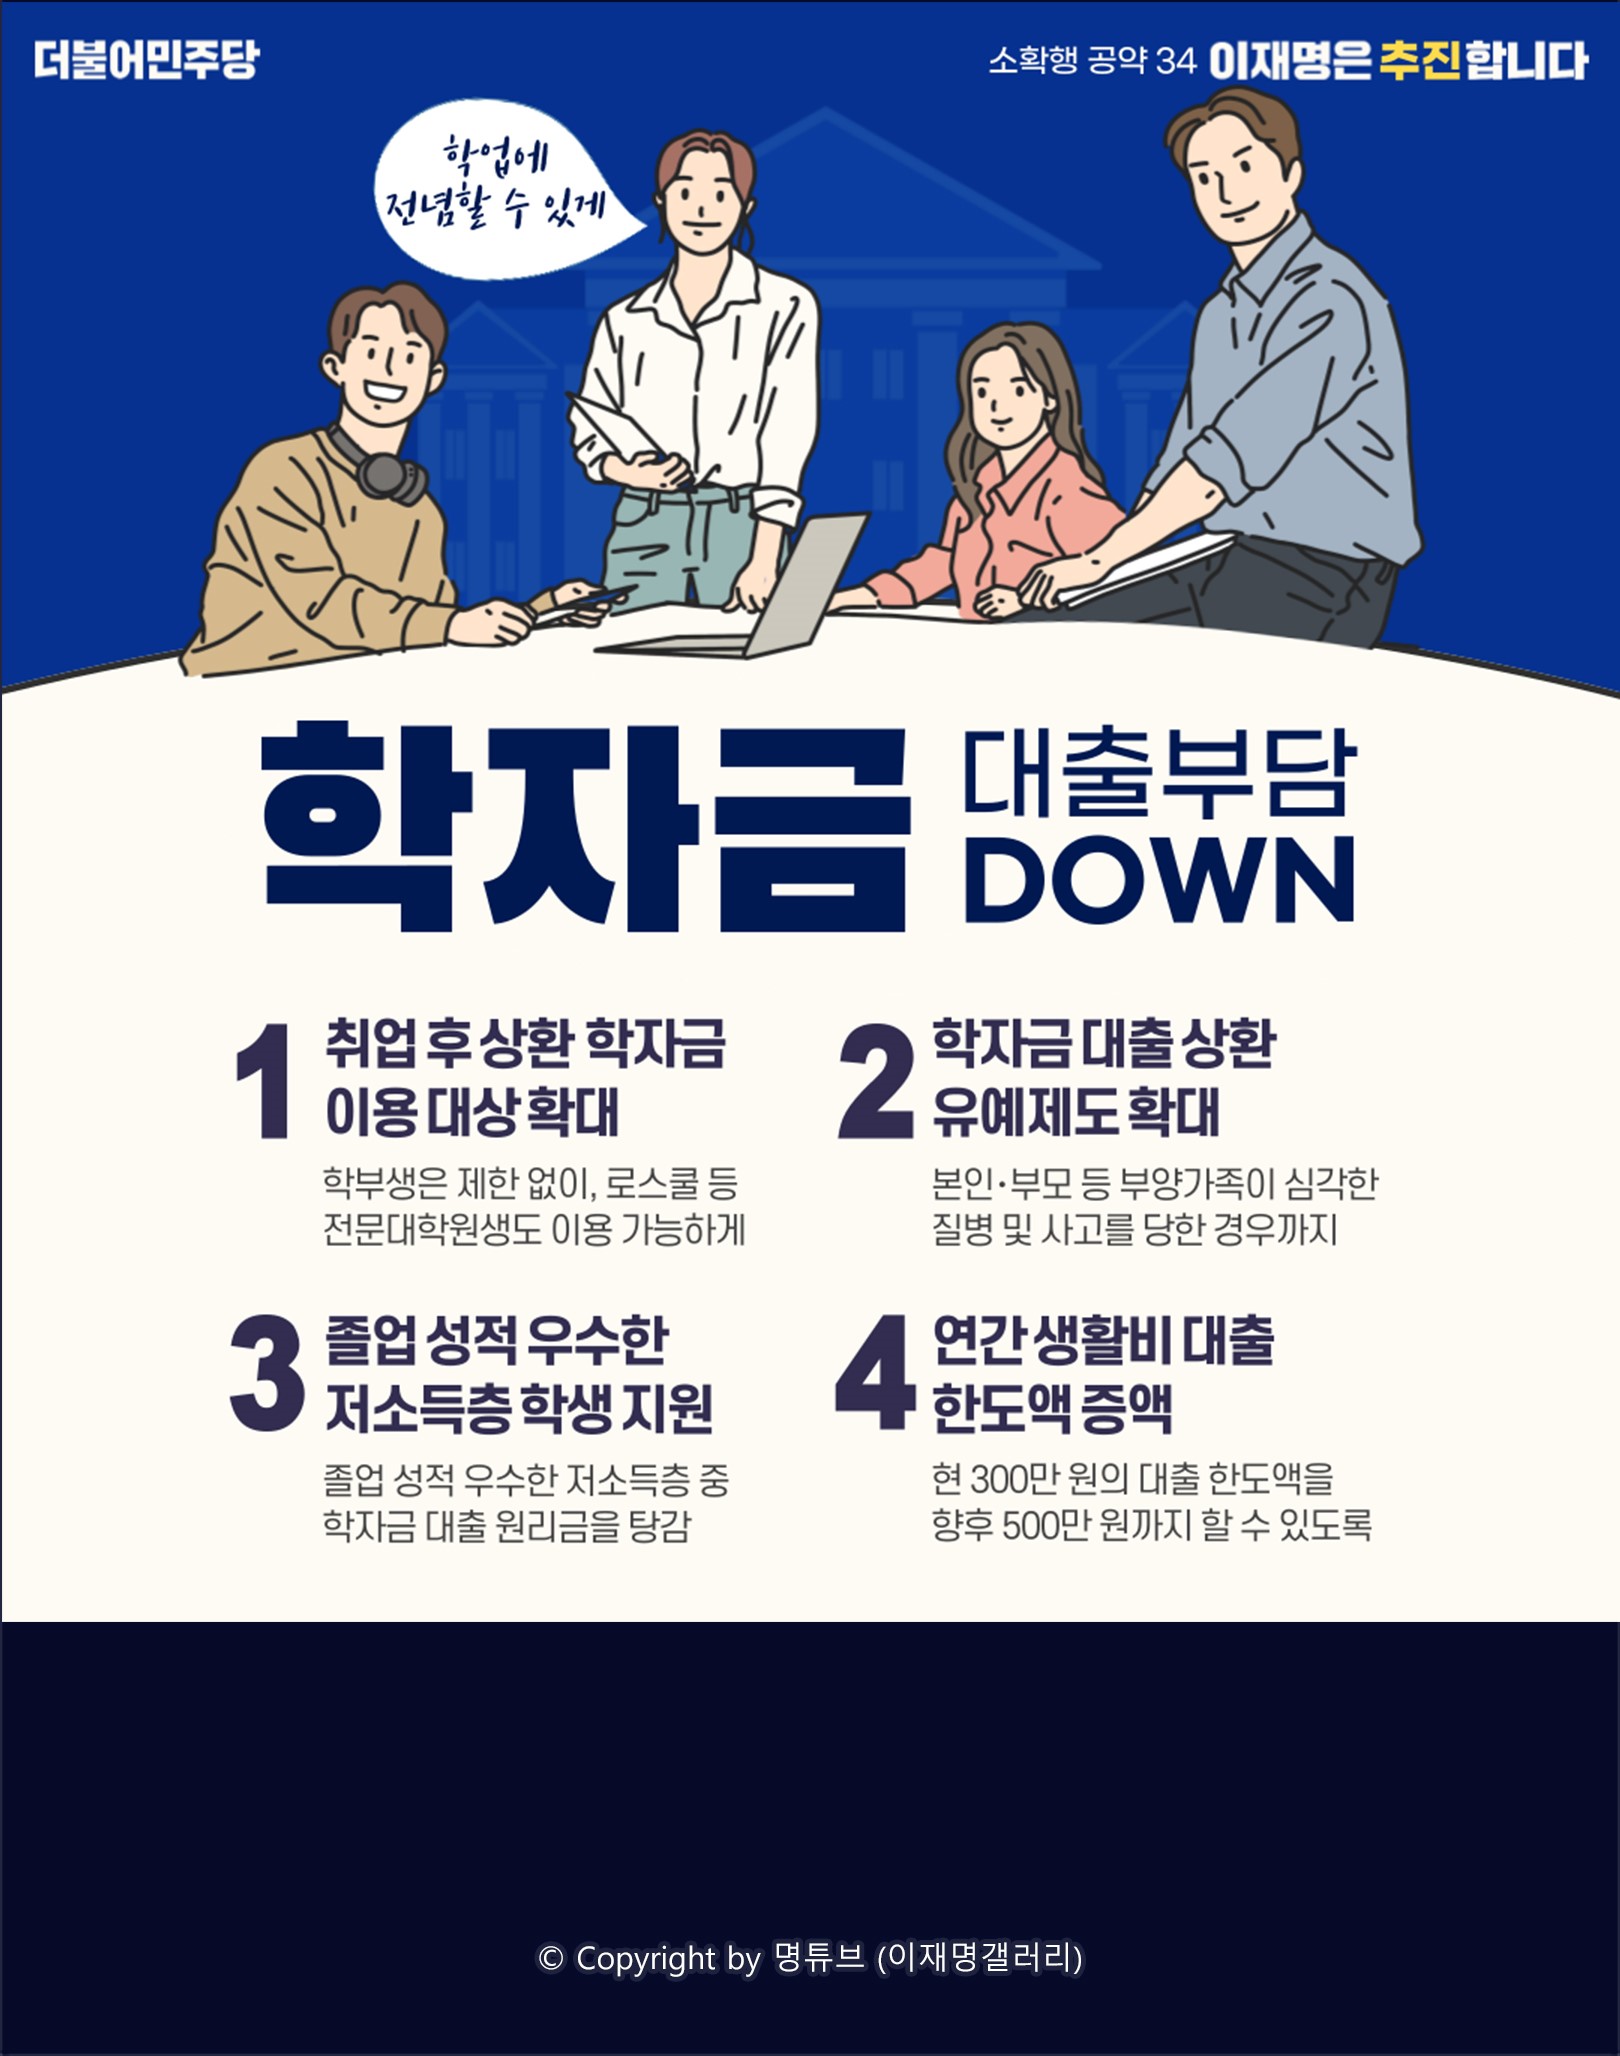 더불어민주당
소확행 공약 34 이재명은 추진합니다
학업에
전념할 수 있게
학자금 대출부담
DOWN
1 취업 후 상환 학자금
이용 대상 확대
학부생은 제한 없이, 로스쿨 등
전문대학원생도 이용 가능하게
2 학자금 대출 상환
유예제도 확대
본인·부모 등 부양가족이 심각한
질병 및 사고를 당한 경우까지
3 졸업 성적 우수한
저소득층 학생 지원
졸업 성적 우수한 저소득층 중
학자금 대출 원리금을 탕감
4 연간 생활비 대출
한도액 증액
현 300만 원의 대출 한도액을
향후 500만 원까지 할 수 있도록
© Copyright by 명튜브 (이재명갤러리)